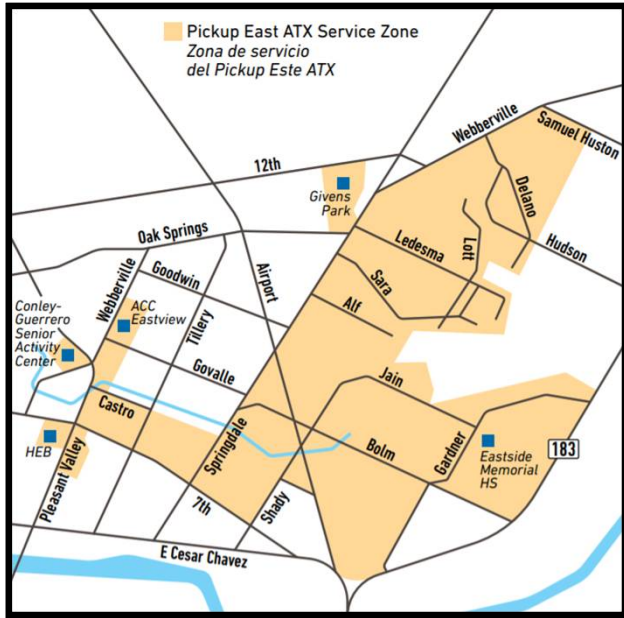 Pickup East ATX Service Zone
Zona de servicio
del Pickup Este ATX
Webberville
Samuel Huston
12th
Givens
Park
Delano
Oak Springs
Ledesma
Lott
Hudson
Goodwin
Airport
Sara
Webberville
Conley-
Guerrero
Senior
Activity
Center
ACC
Eastview
Tillery
Alf
Govalle
Jain
Castro
Springdale
Bolm
Gardner
183
HEB
Pleasant Valley
Eastside
Memorial
HS
7th
Shady
E Cesar Chavez